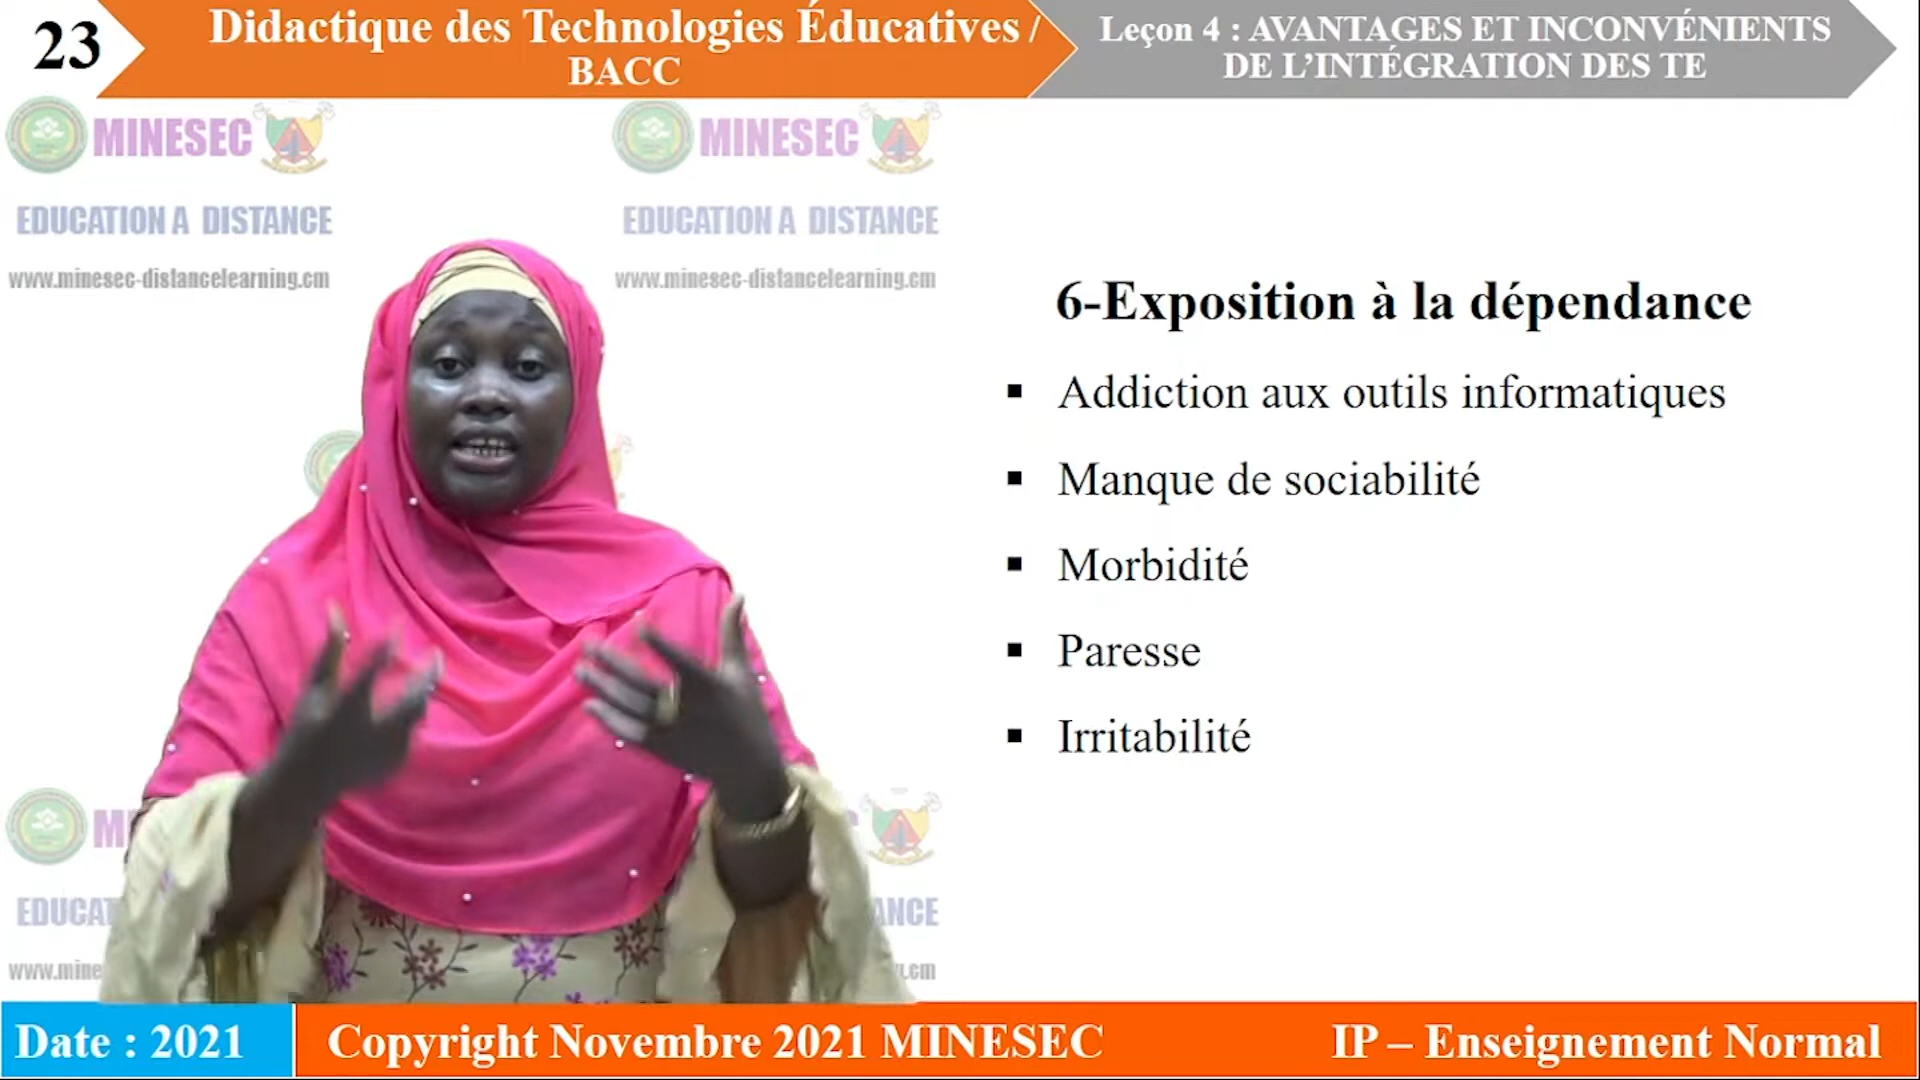 23
Didactique des Technologies Éducatives /
BACC
Leçon 4 : AVANTAGES ET INCONVÉNIENTS
DE L'INTÉGRATION DES TE
MINESEC
EDUCATION A DISTANCE
www.minesec-distancelearning.cm
MINESEC
EDUCATION A DISTANCE
www.minesec-distancelearning.cm
6-Exposition à la dépendance
▪ Addiction aux outils informatiques
▪ Manque de sociabilité
▪ Morbidité
▪ Paresse
▪ Irritabilité
Date : 2021
Copyright Novembre 2021 MINESEC
IP – Enseignement Normal